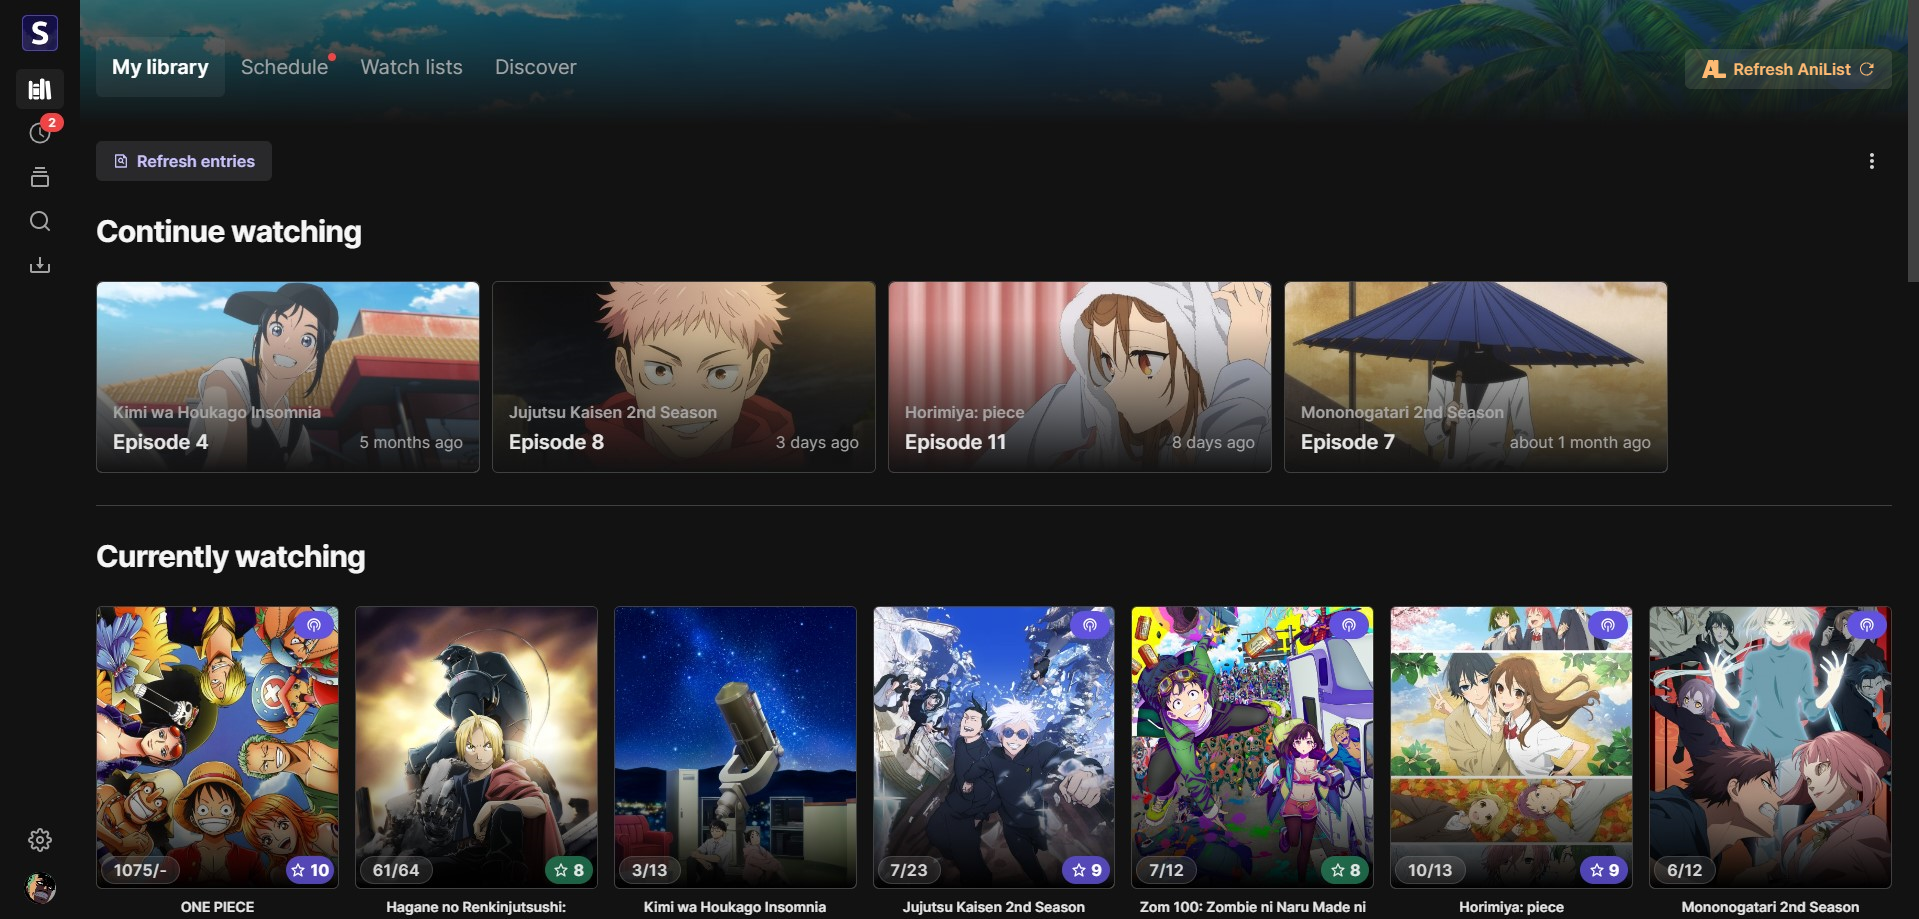 S
My library
Schedule
Watch lists
Discover
AL Refresh AniList
2
Refresh entries
Continue watching
Kimi wa Houkago Insomnia
Episode 4
5 months ago
Jujutsu Kaisen 2nd Season
Episode 8
3 days ago
Horimiya: piece
Episode 11
8 days ago
Mononogatari 2nd Season
Episode 7
about 1 month ago
Currently watching
1075/-
10
61/64
8
3/13
7/23
9
7/12
8
10/13
9
6/12
ONE PIECE
Hagane no Renkinjutsushi:
Kimi wa Houkago Insomnia
Jujutsu Kaisen 2nd Season
Zom 100: Zombie ni Naru Made ni
Horimiya: piece
Mononogatari 2nd Season